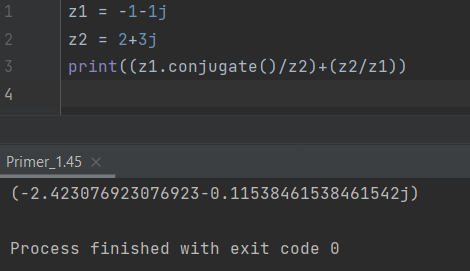 1 z1 = -1-1j
2 z2 = 2+3j
3 print((z1.conjugate()/z2)+(z2/z1))
4
Primer_1.45 ×
(-2.423076923076923-0.11538461538461542j)
Process finished with exit code 0